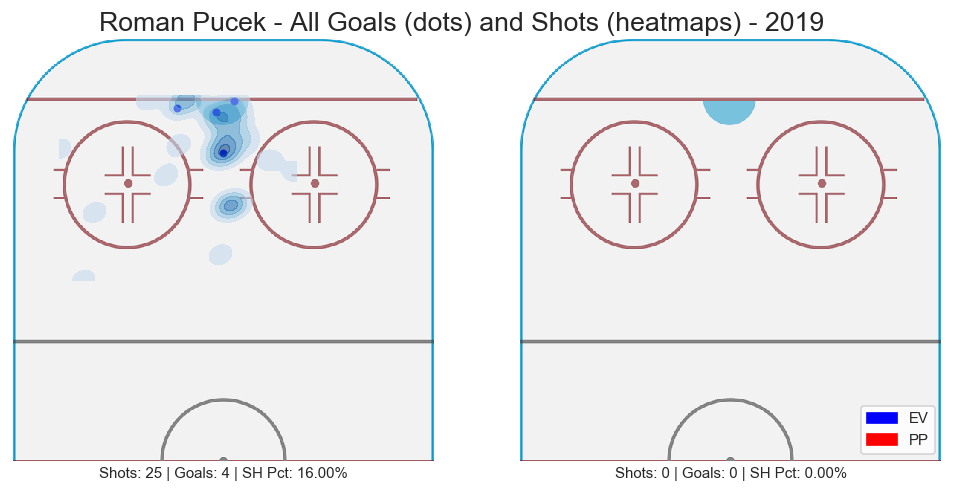 Roman Pucek - All Goals (dots) and Shots (heatmaps) - 2019
EV
PP
Shots: 25 | Goals: 4 | SH Pct: 16.00%
Shots: 0 | Goals: 0 | SH Pct: 0.00%